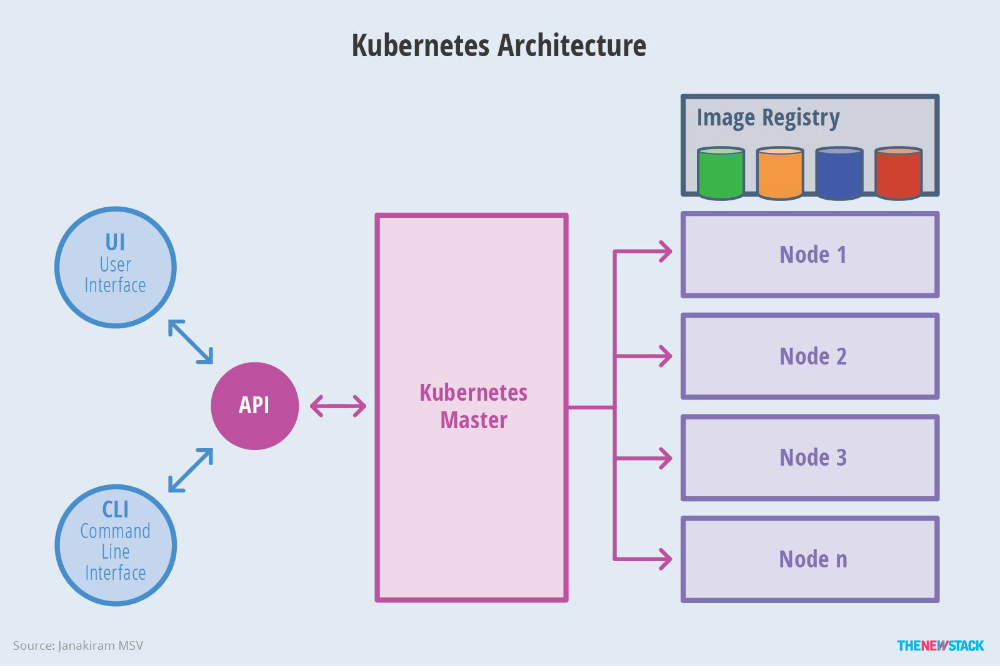 Kubernetes Architecture
Image Registry
UI
User
Interface
API
CLI
Command
Line
Interface
Kubernetes
Master
Node 1
Node 2
Node 3
Node n
Source: Janakiram MSV
THENEWSTACK